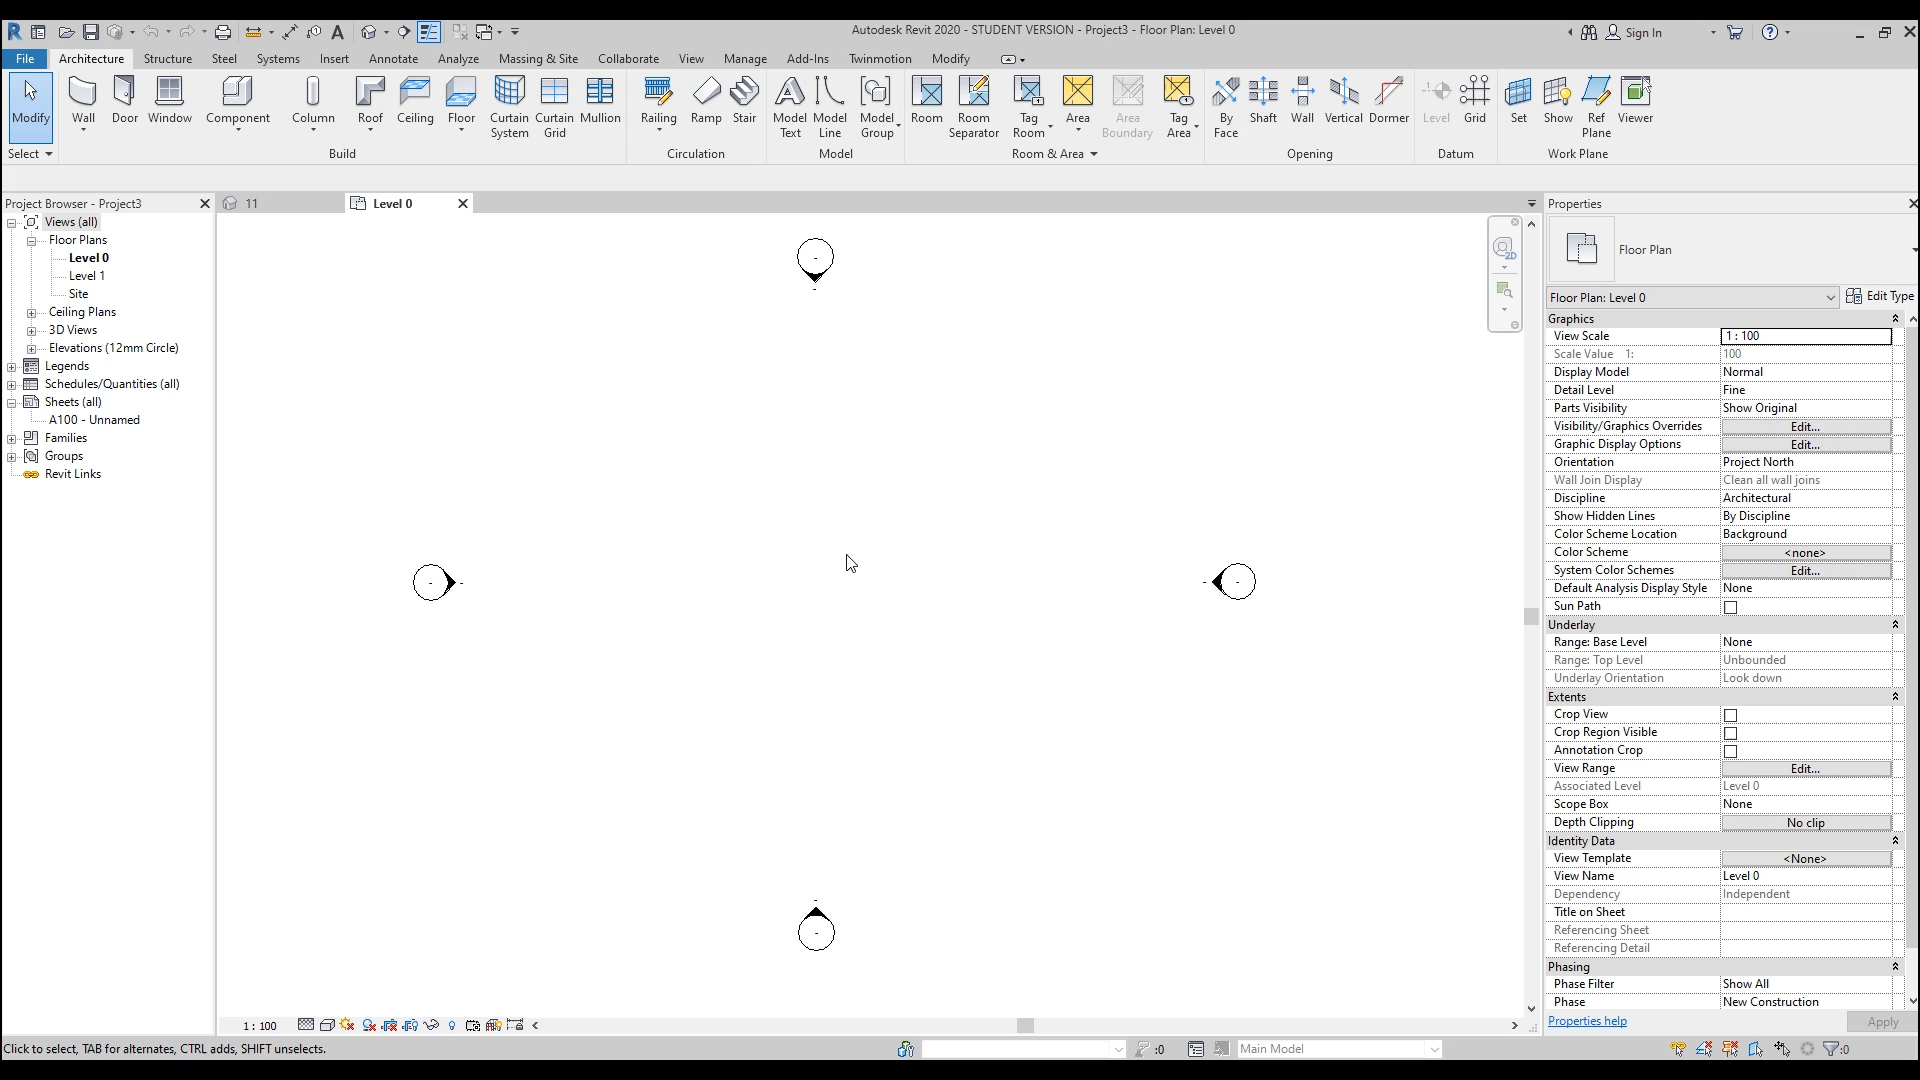 Autodesk Revit 2020 - STUDENT VERSION - Project3 - Floor Plan: Level 0
Sign In
File Architecture Structure Steel Systems Insert Annotate Analyze Massing & Site Collaborate View Manage Add-Ins Twinmotion Modify
Modify Wall Door Window Component Column Roof Ceiling Floor Curtain System Curtain Grid Mullion Railing Ramp Stair Model Text Model Line Model Group Room Room Separator Tag Room Area Area Boundary Tag Area By Face Shaft Wall Vertical Dormer Level Grid Set Show Ref Plane Viewer
Select Build Circulation Model Room & Area Opening Datum Work Plane
Project Browser - Project3
Views (all)
Floor Plans
Level 0
Level 1
Site
Ceiling Plans
3D Views
Elevations (12mm Circle)
Legends
Schedules/Quantities (all)
Sheets (all)
A100 - Unnamed
Families
Groups
Revit Links
11
Level 0
2D
Properties
Floor Plan
Floor Plan: Level 0 Edit Type
Graphics
View Scale 1 : 100
Scale Value 1: 100
Display Model Normal
Detail Level Fine
Parts Visibility Show Original
Visibility/Graphics Overrides Edit...
Graphic Display Options Edit...
Orientation Project North
Wall Join Display Clean all wall joins
Discipline Architectural
Show Hidden Lines By Discipline
Color Scheme Location Background
Color Scheme <none>
System Color Schemes Edit...
Default Analysis Display Style None
Sun Path
Underlay
Range: Base Level None
Range: Top Level Unbounded
Underlay Orientation Look down
Extents
Crop View
Crop Region Visible
Annotation Crop
View Range Edit...
Associated Level Level 0
Scope Box None
Depth Clipping No clip
Identity Data
View Template <None>
View Name Level 0
Dependency Independent
Title on Sheet
Referencing Sheet
Referencing Detail
Phasing
Phase Filter Show All
Phase New Construction
Properties help Apply
1 : 100
Click to select, TAB for alternates, CTRL adds, SHIFT unselects.
:0
Main Model
:0